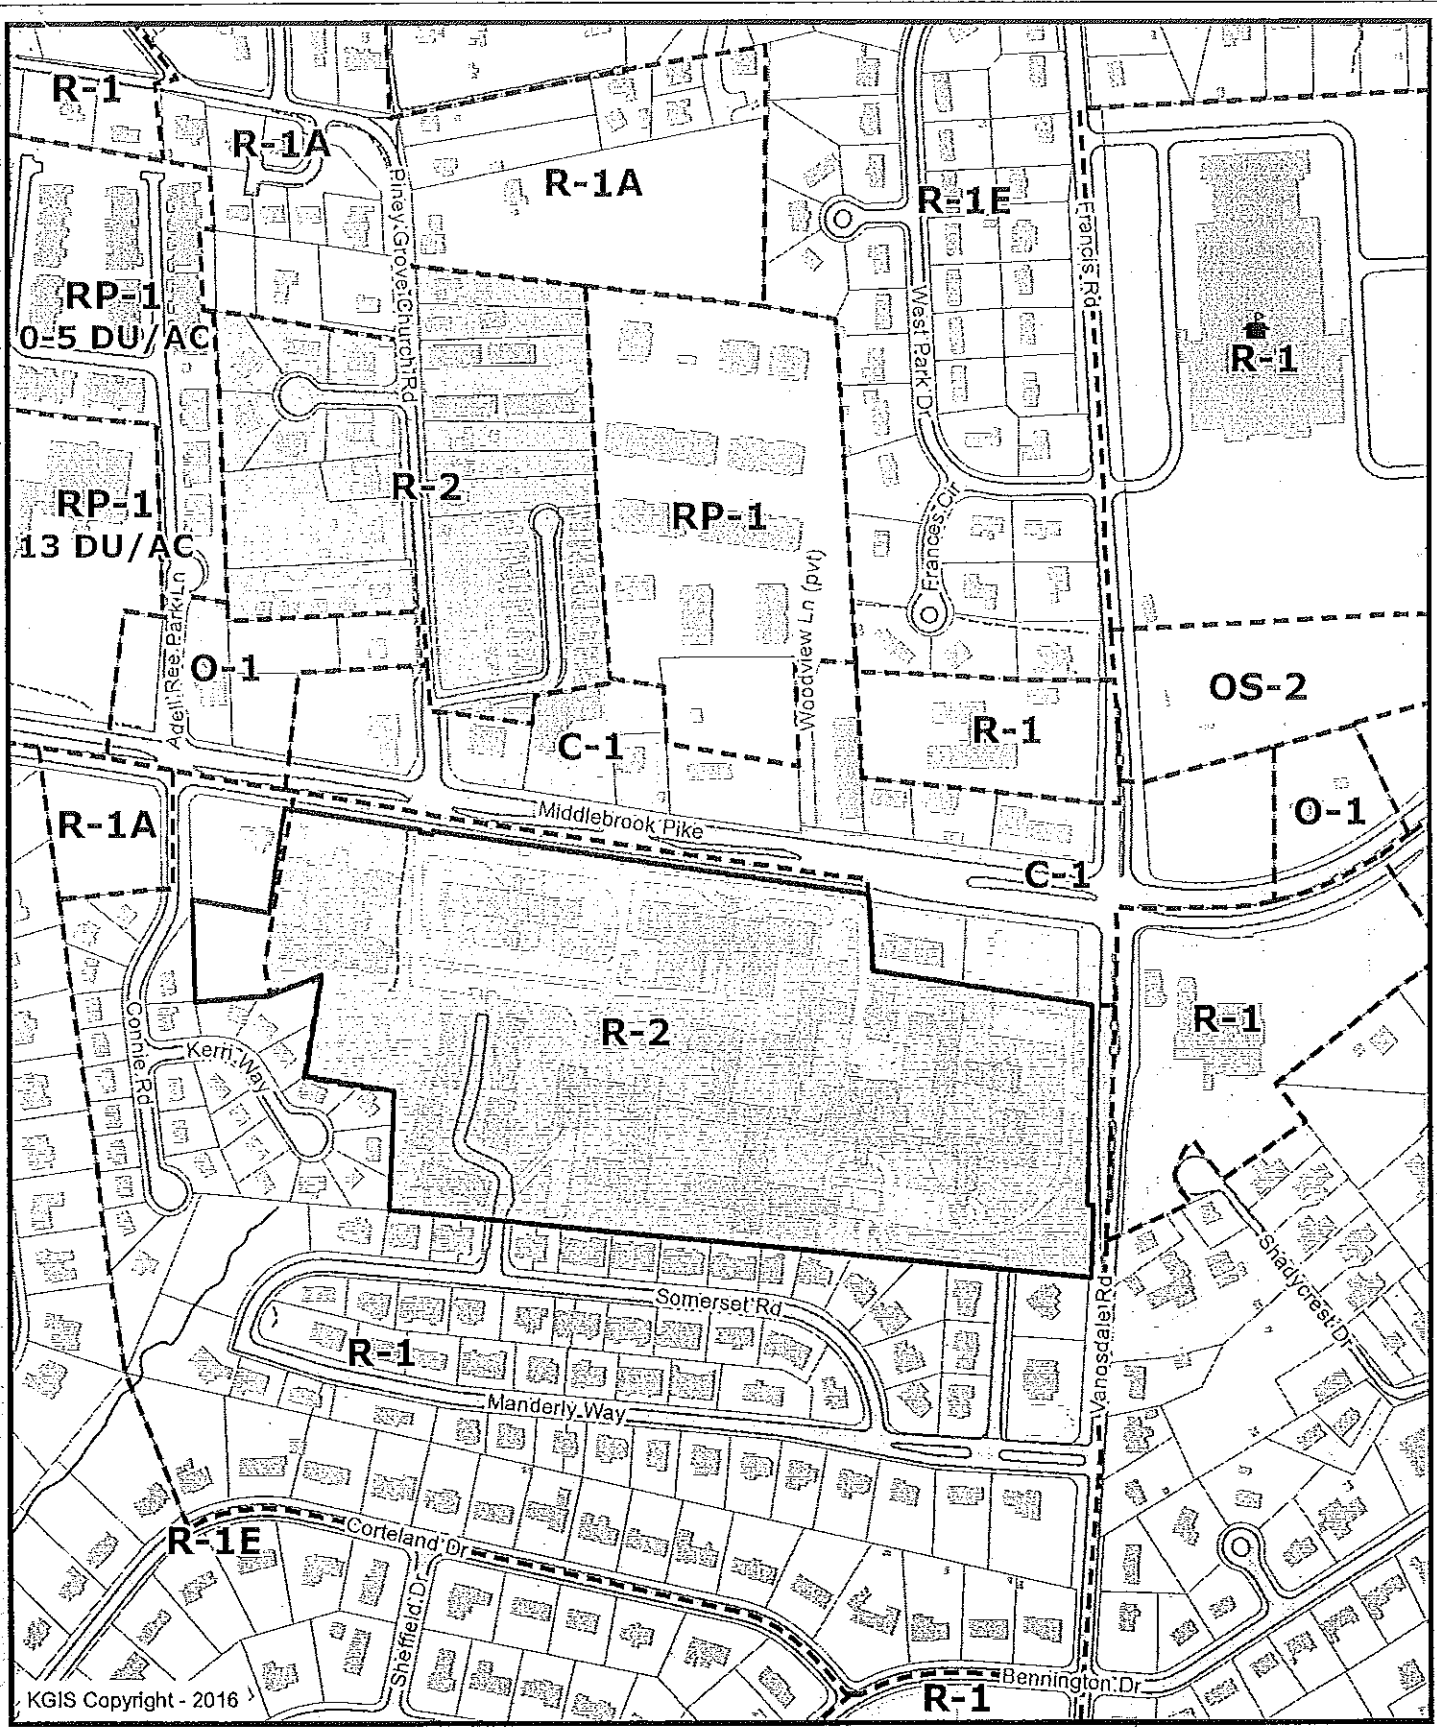 R-1
R-1A
R-1A
R-1E
Piney Grove Church Rd
Francis Rd
RP-1
0-5 DU/AC
West Park Dr
R-1
R-2
RP-1
13 DU/AC
RP-1
Frances Cir
Woodview Ln (pvt)
Adell Ree Park Ln
O-1
OS-2
C-1
R-1
R-1A
Middlebrook Pike
O-1
C-1
R-2
R-1
Connie Rd
Kern Way
Somerset Rd
Shadycrest Dr
Vanosdale Rd
R-1
Manderly Way
R-1E
Corteland Dr
Sheffield Dr
Bennington Dr
R-1
KGIS Copyright - 2016